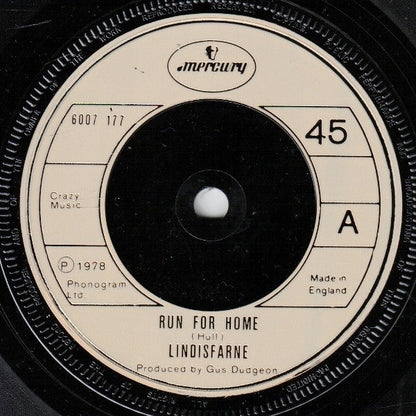 mercury
6007 177
45
Crazy
Music
A
Ⓟ 1978
Phonogram
Ltd.
Made in
England
RUN FOR HOME
(Hull)
LINDISFARNE
Produced by Gus Dudgeon